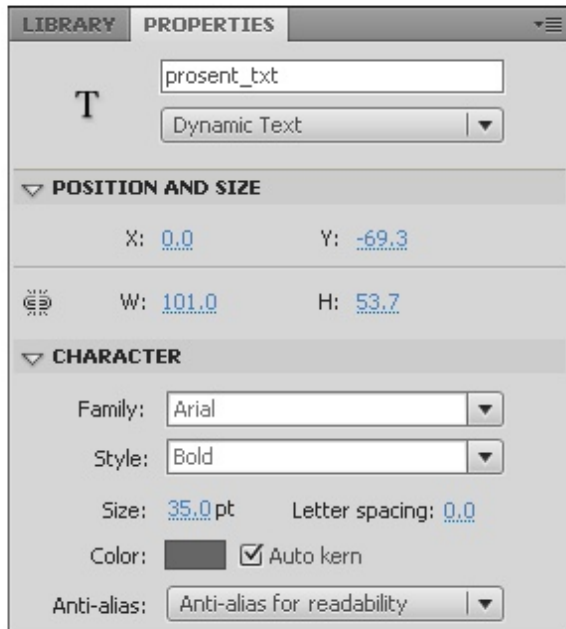 LIBRARY PROPERTIES
T
prosent_txt
Dynamic Text
POSITION AND SIZE
X: 0.0 Y: -69.3
W: 101.0 H: 53.7
CHARACTER
Family: Arial
Style: Bold
Size: 35.0 pt Letter spacing: 0.0
Color: Auto kern
Anti-alias: Anti-alias for readability